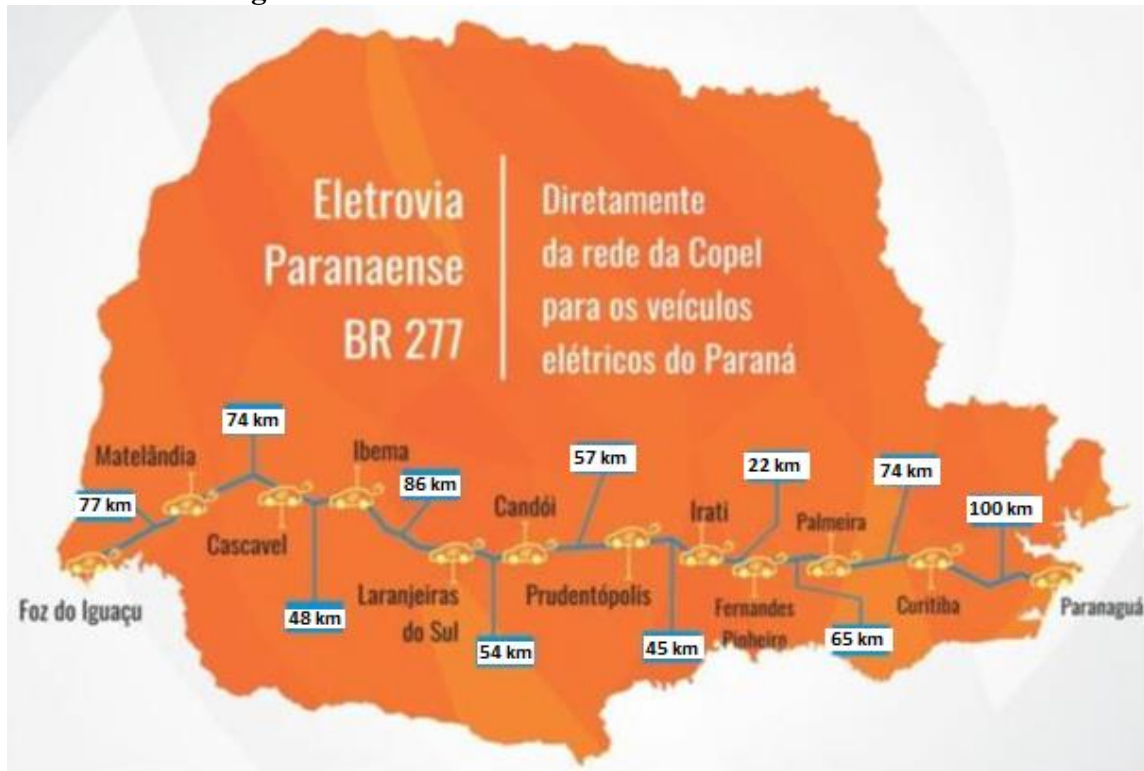 Eletrovia
Paranaense
BR 277
Diretamente
da rede da Copel
para os veículos
elétricos do Paraná
74 km
Matelândia
Ibema
57 km
22 km
74 km
77 km
86 km
Candói
Irati
Palmeira
100 km
Cascavel
Foz do Iguaçu
48 km
Laranjeiras
do Sul
54 km
Prudentópolis
45 km
Fernandes
Pinheiro
65 km
Curitiba
Paranaguá